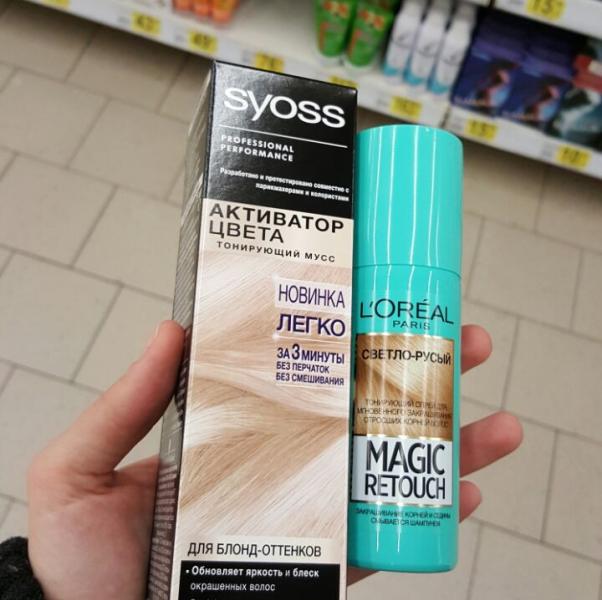 syoss
PROFESSIONAL
PERFORMANCE
Разработано и протестировано совместно с
парикмахерами и колористами
АКТИВАТОР
ЦВЕТА
ТОНИРУЮЩИЙ МУСС
НОВИНКА
ЛЕГКО
ЗА 3 МИНУТЫ
БЕЗ ПЕРЧАТОК
БЕЗ СМЕШИВАНИЯ
ДЛЯ БЛОНД-ОТТЕНКОВ
• Обновляет яркость и блеск
окрашенных волос
L'ORÉAL
PARIS
СВЕТЛО-РУСЫЙ
ТОНИРУЮЩИЙ СПРЕЙ ДЛЯ
МГНОВЕННОГО ЗАКРАШИВАНИЯ
ОТРОСШИХ КОРНЕЙ ВОЛОС
MAGIC
RETOUCH
ЗАКРАШИВАНИЕ КОРНЕЙ И СЕДИНЫ
СМЫВАЕТСЯ ШАМПУНЕМ